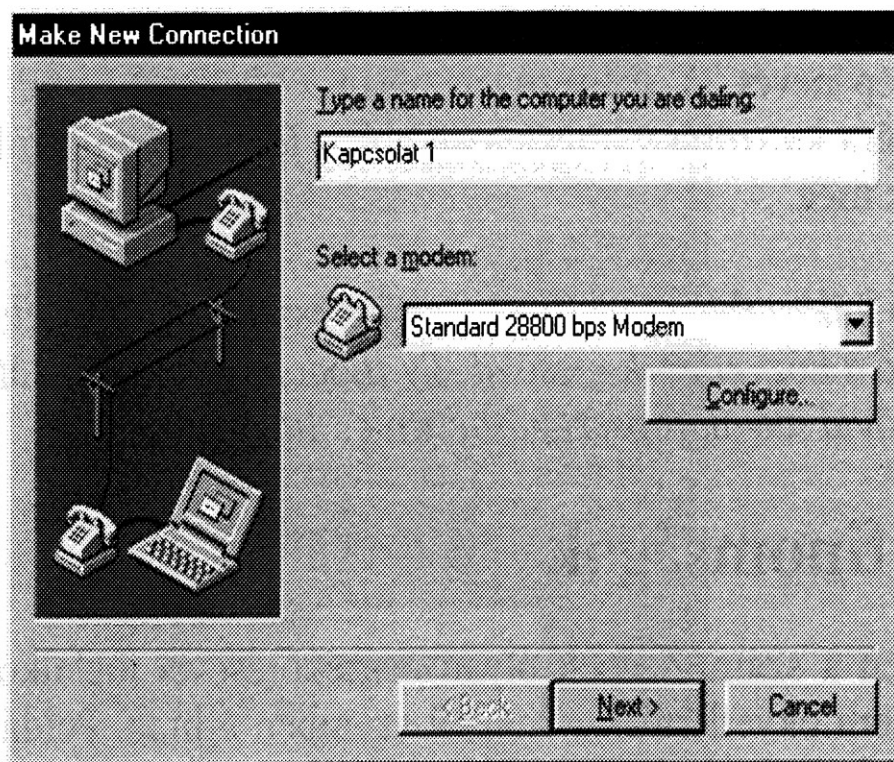 Make New Connection
Type a name for the computer you are dialing:
Kapcsolat 1
Select a modem:
Standard 28800 bps Modem
Configure...
< Back
Next >
Cancel